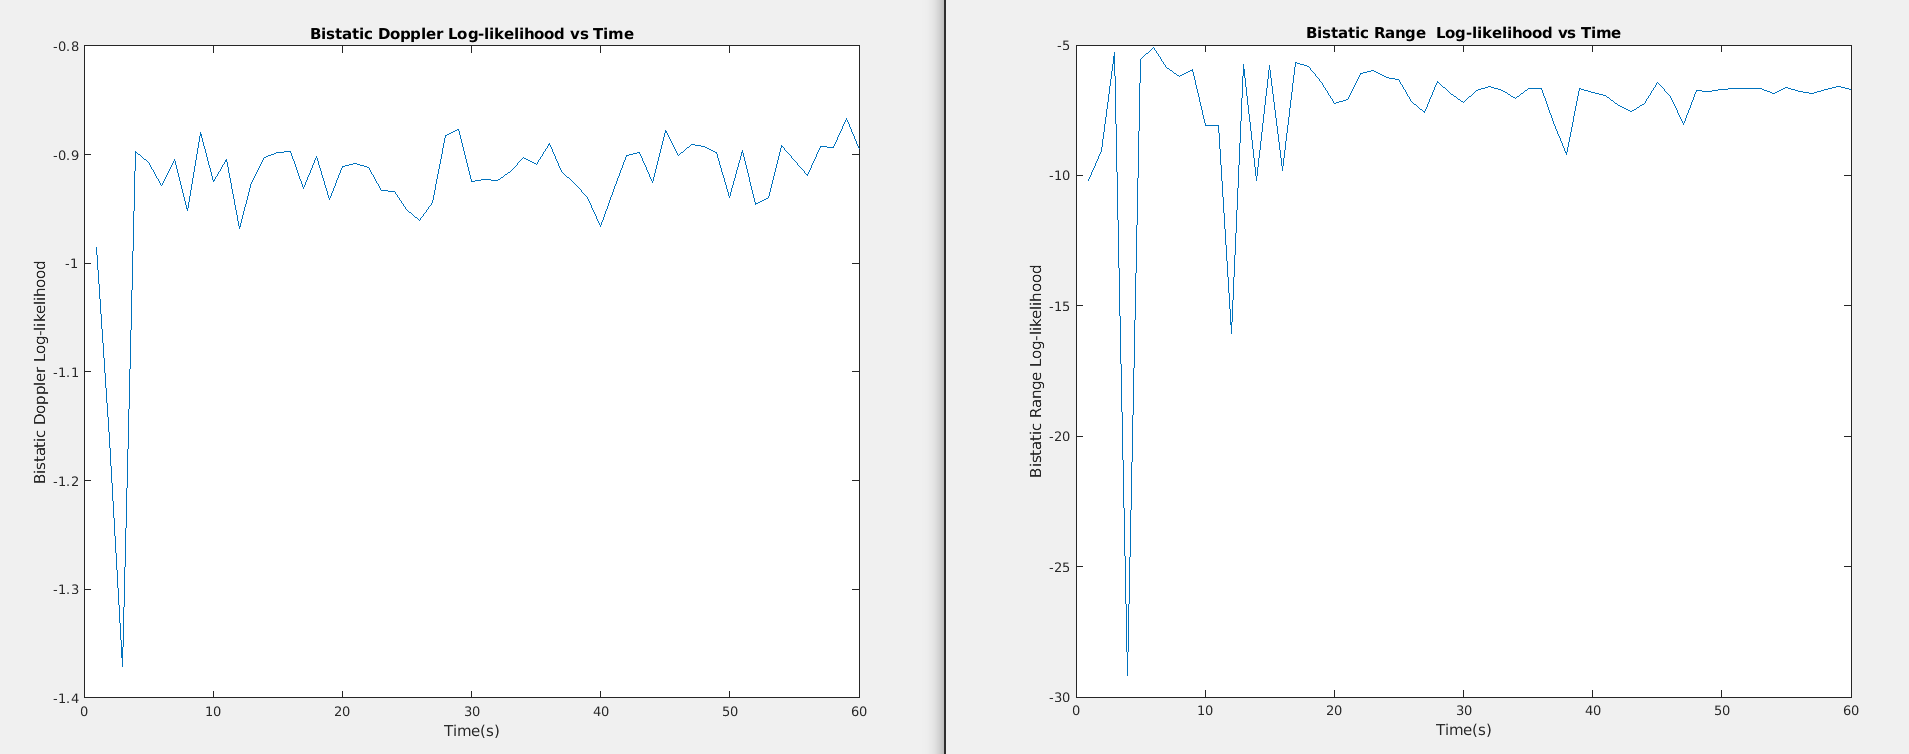 Bistatic Doppler Log-likelihood vs Time
-0.8
-0.9
-1
-1.1
-1.2
-1.3
-1.4
Bistatic Doppler Log-likelihood
0 10 20 30 40 50 60
Time(s)
Bistatic Range  Log-likelihood vs Time
-5
-10
-15
-20
-25
-30
Bistatic Range Log-likelihood
0 10 20 30 40 50 60
Time(s)